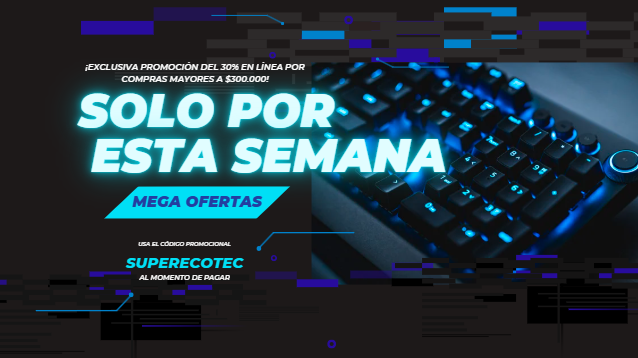 ¡EXCLUSIVA PROMOCIÓN DEL 30% EN LÍNEA POR
COMPRAS MAYORES A $300.000!
SOLO POR
ESTA SEMANA
MEGA OFERTAS
USA EL CÓDIGO PROMOCIONAL
SUPERECOTEC
AL MOMENTO DE PAGAR